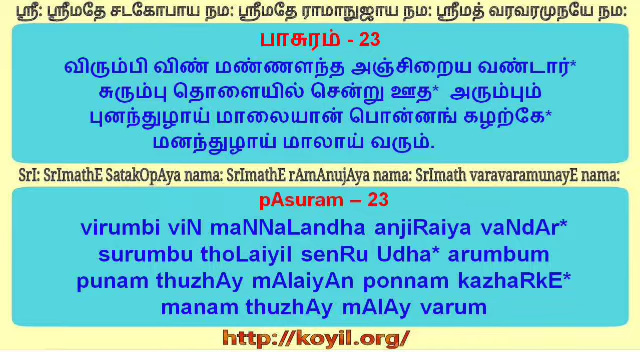 ஸ்ரீ: ஸ்ரீமதே சடகோபாய நம: ஸ்ரீமதே ராமாநுஜாய நம: ஸ்ரீமத் வரவரமுநயே நம:
பாசுரம் - 23
விரும்பி விண் மண்ணளந்த அஞ்சிறைய வண்டார்*
சுரும்பு தொளையில் சென்று ஊத* அரும்பும்
புனந்துழாய் மாலையான் பொன்னங் கழற்கே*
மனந்துழாய் மாலாய் வரும்.
SrI: SrImathE SatakOpAya nama: SrImathE rAmAnujAya nama: SrImath varavaramunayE nama:
pAsuram – 23
virumbi viN maNNaLandha anjiRaiya vaNdAr*
surumbu thoLaiyil senRu Udha* arumbum
punam thuzhAy mAlaiyAn ponnam kazhaRkE*
manam thuzhAy mAlAy varum
http://koyil.org/